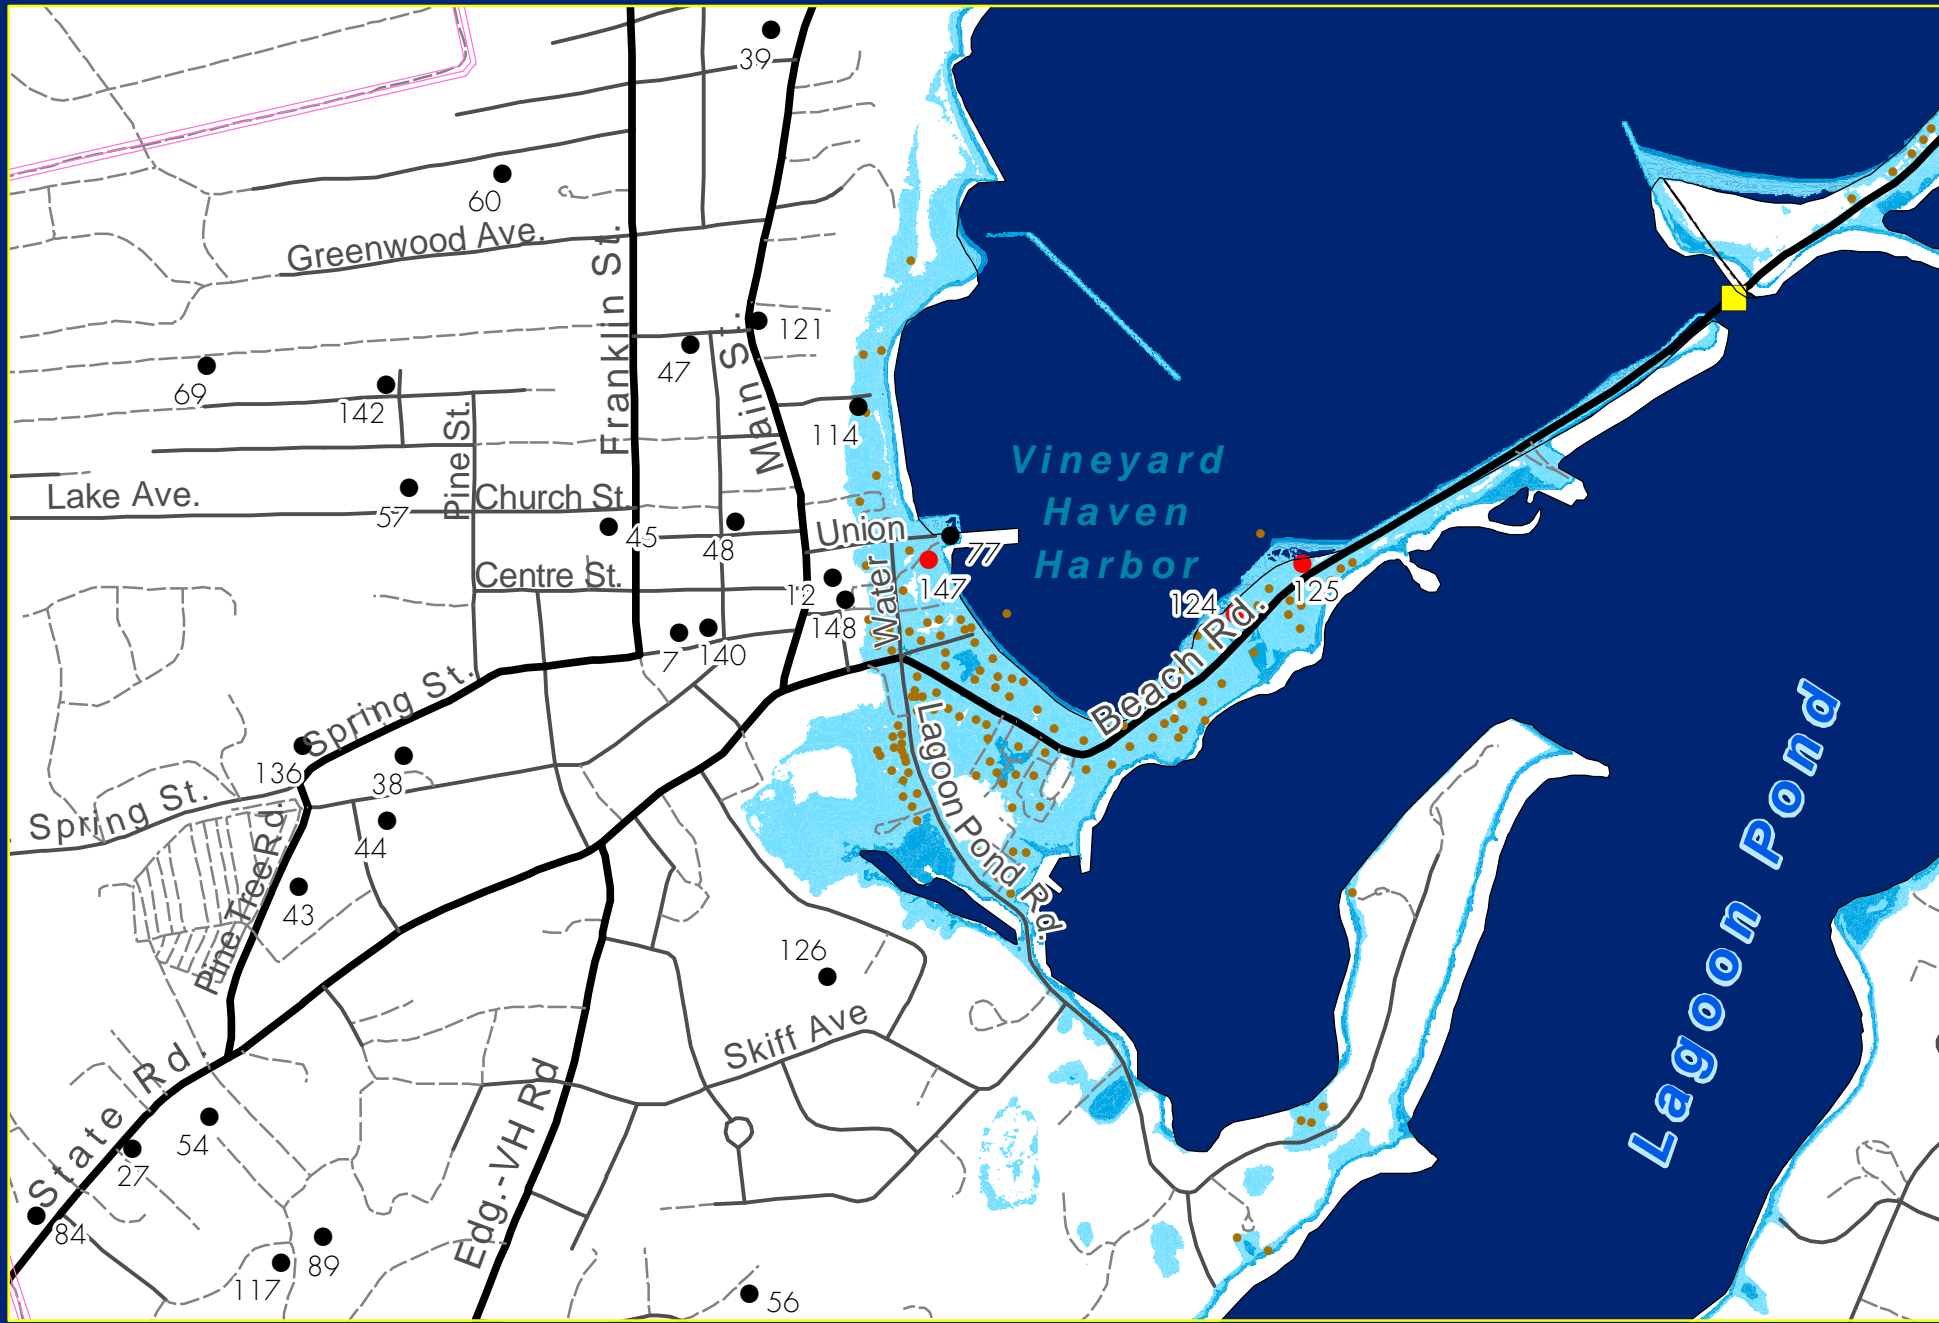 39
60
Greenwood Ave.
Franklin St.
Main St.
121
47
69
142
Pine St.
114
Vineyard
Haven
Harbor
Lake Ave.
Church St.
57
45
48
Union
77
Centre St.
12
147
Water
148
124
125
Beach Rd.
7
140
Spring St.
136
38
Spring St.
Lagoon Pond Rd.
Lagoon Pond
44
Pine Tree Rd.
43
126
Skiff Ave
State Rd.
54
27
Edg.-VH Rd
84
89
117
56